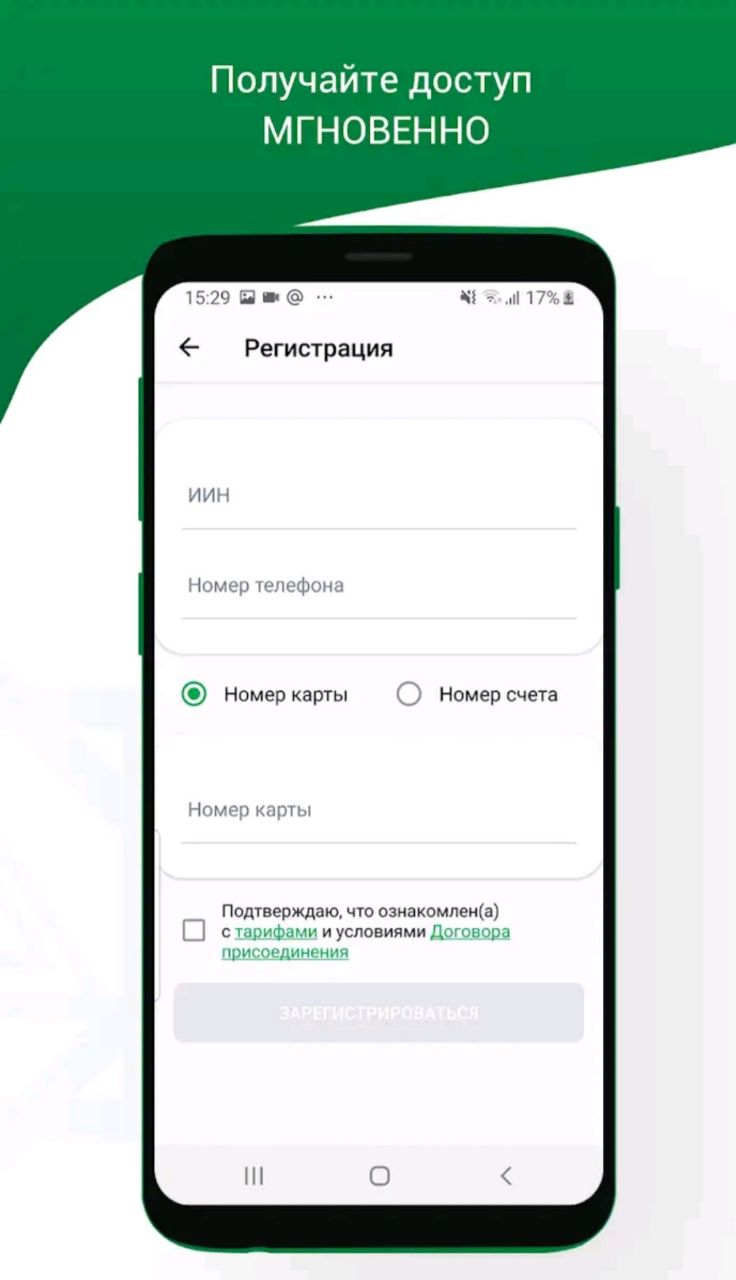 Получайте доступ
МГНОВЕННО
15:29 @ ... 17%
Регистрация
ИИН
Номер телефона
Номер карты Номер счета
Номер карты
Подтверждаю, что ознакомлен(а)
с тарифами и условиями Договора
присоединения
ЗАРЕГИСТРИРОВАТЬСЯ